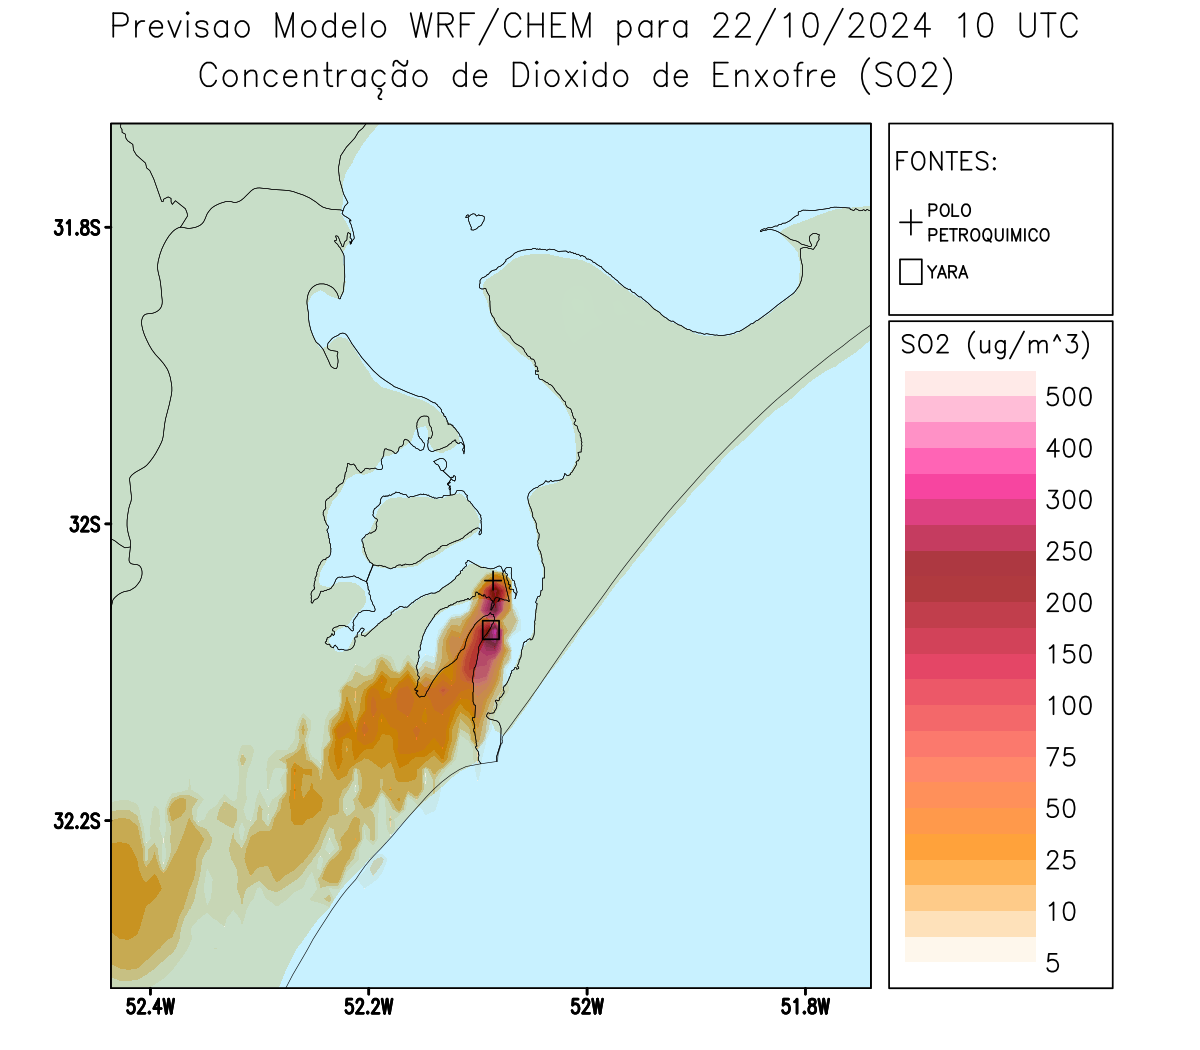 Previsao Modelo WRF/CHEM para 22/10/2024 10 UTC
Concentração de Dioxido de Enxofre (SO2)
FONTES:
POLO
PETROQUIMICO
YARA
SO2 (ug/m^3)
500
400
300
250
200
150
100
75
50
25
10
5
31.8S
32S
32.2S
52.4W
52.2W
52W
51.8W